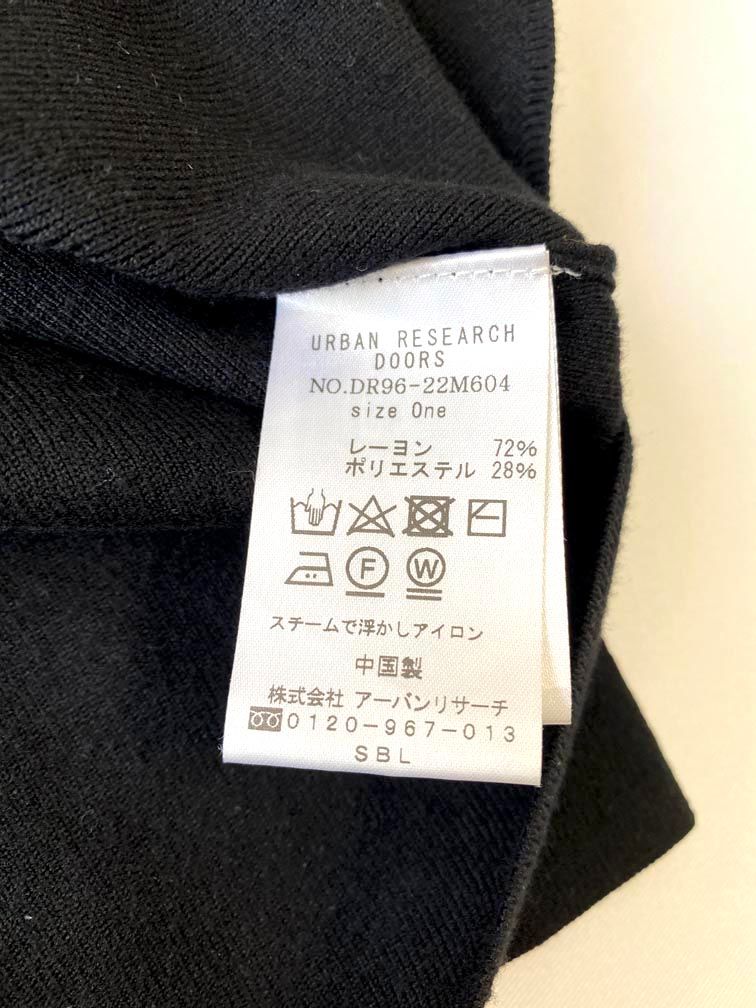 URBAN RESEARCH
DOORS
NO.DR96-22M604
size One
レーヨン 72%
ポリエステル 28%
F W
スチームで浮かしアイロン
中国製
株式会社 アーバンリサーチ
0120-967-013
SBL